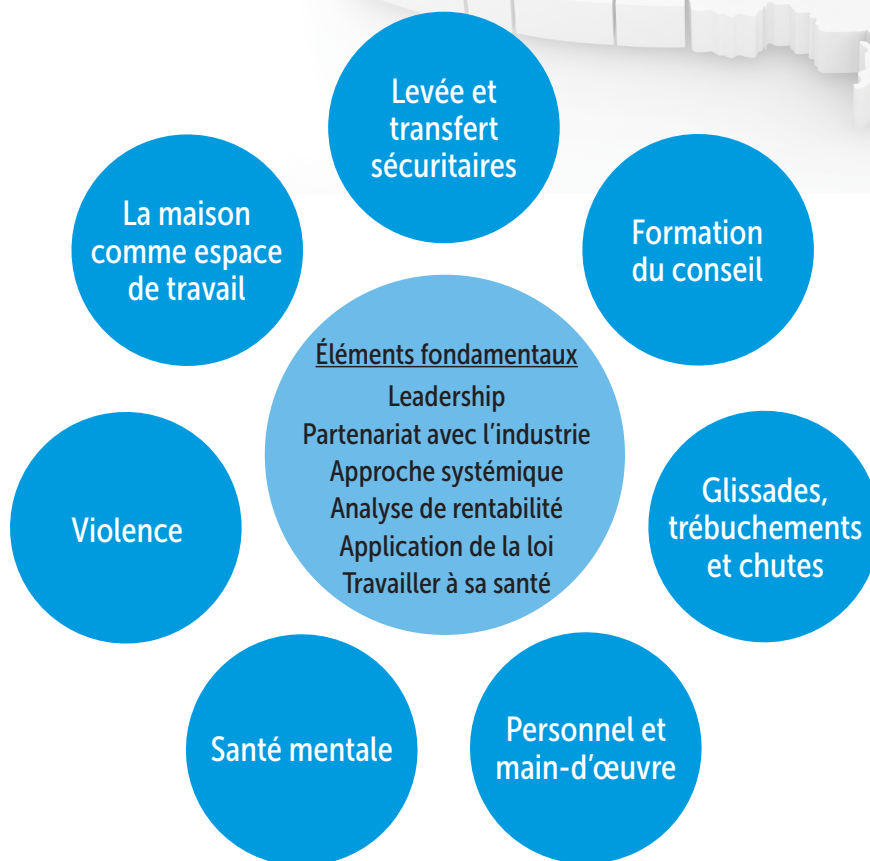 Levée et
transfert
sécuritaires
La maison
comme espace
de travail
Formation
du conseil
Éléments fondamentaux
Leadership
Partenariat avec l’industrie
Approche systémique
Analyse de rentabilité
Application de la loi
Travailler à sa santé
Violence
Glissades,
trébuchements
et chutes
Santé mentale
Personnel et
main-d’œuvre